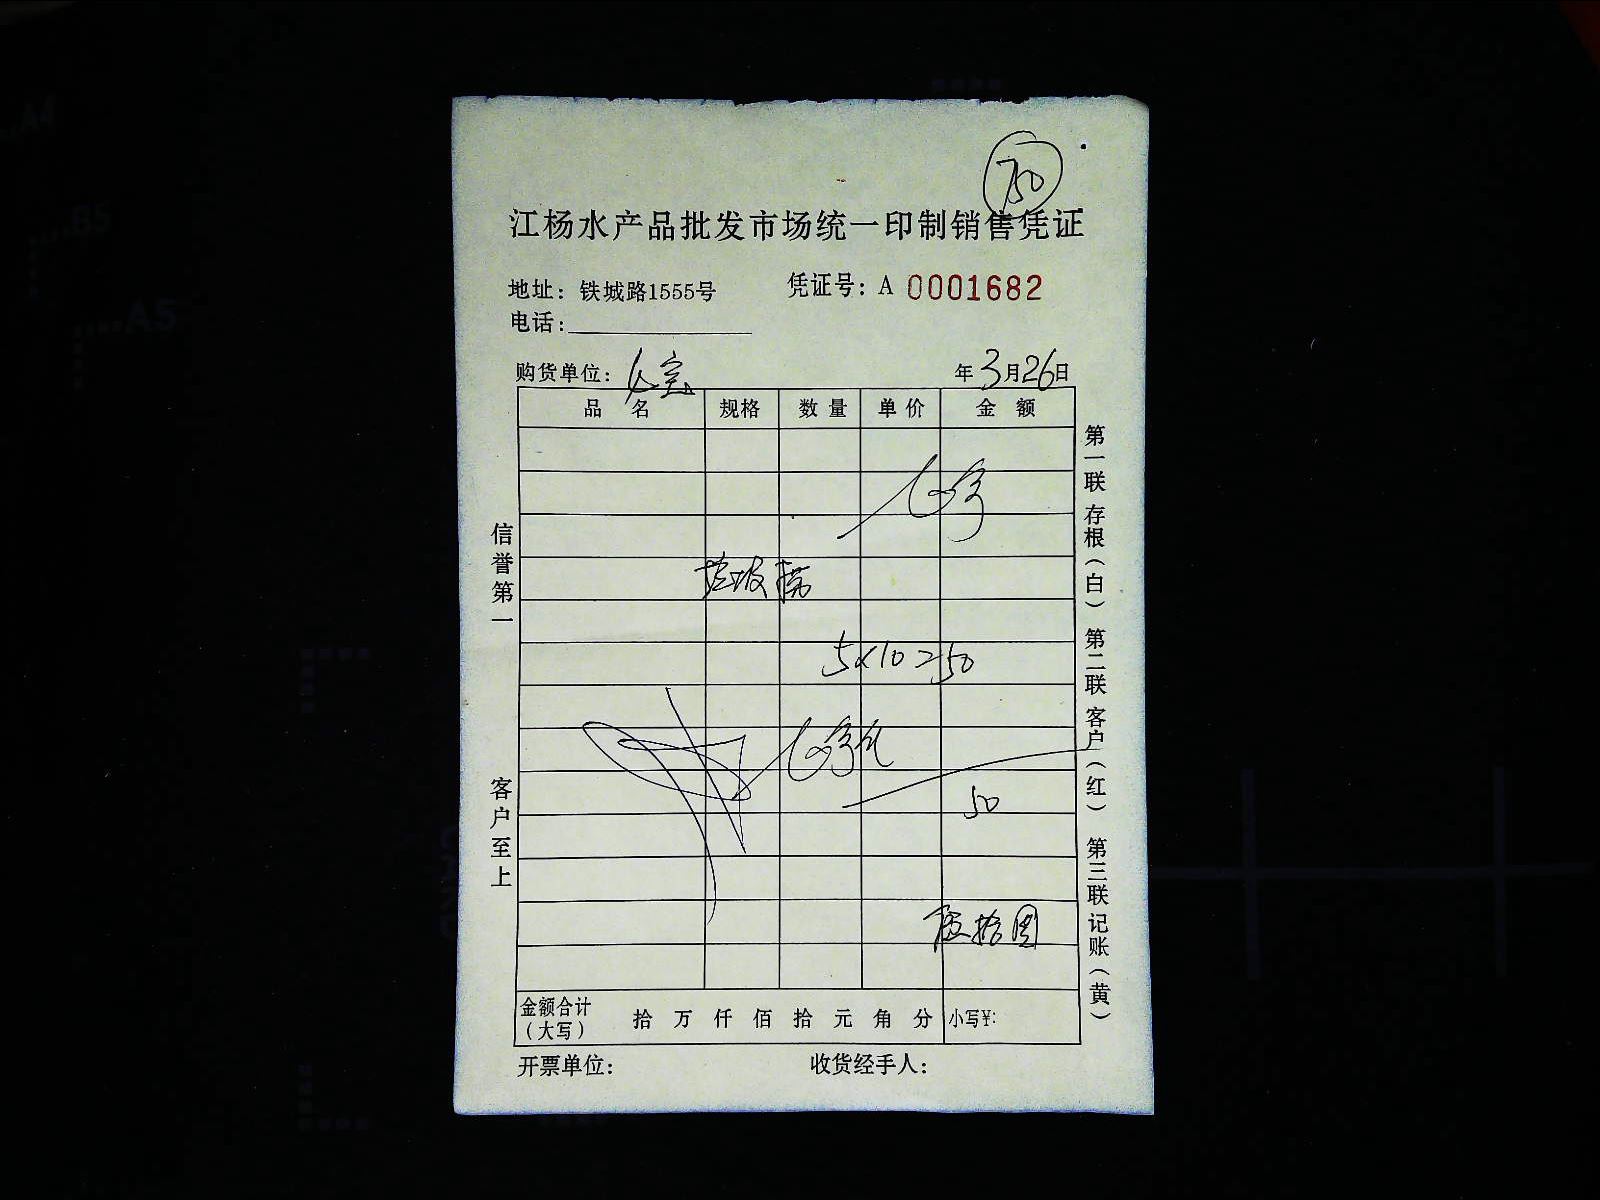 江杨水产品批发市场统一印制销售凭证
地址：铁城路1555号 凭证号：A 0001682
电话：
购货单位： 年3月26日
品 名 规格 数量 单价 金 额
5×10=50
50
伍拾圆
金额合计（大写） 拾 万 仟 佰 拾 元 角 分 小写¥：
开票单位： 收货经手人：
信誉第一 客户至上
第一联 存根（白） 第二联 客户（红） 第三联 记账（黄）